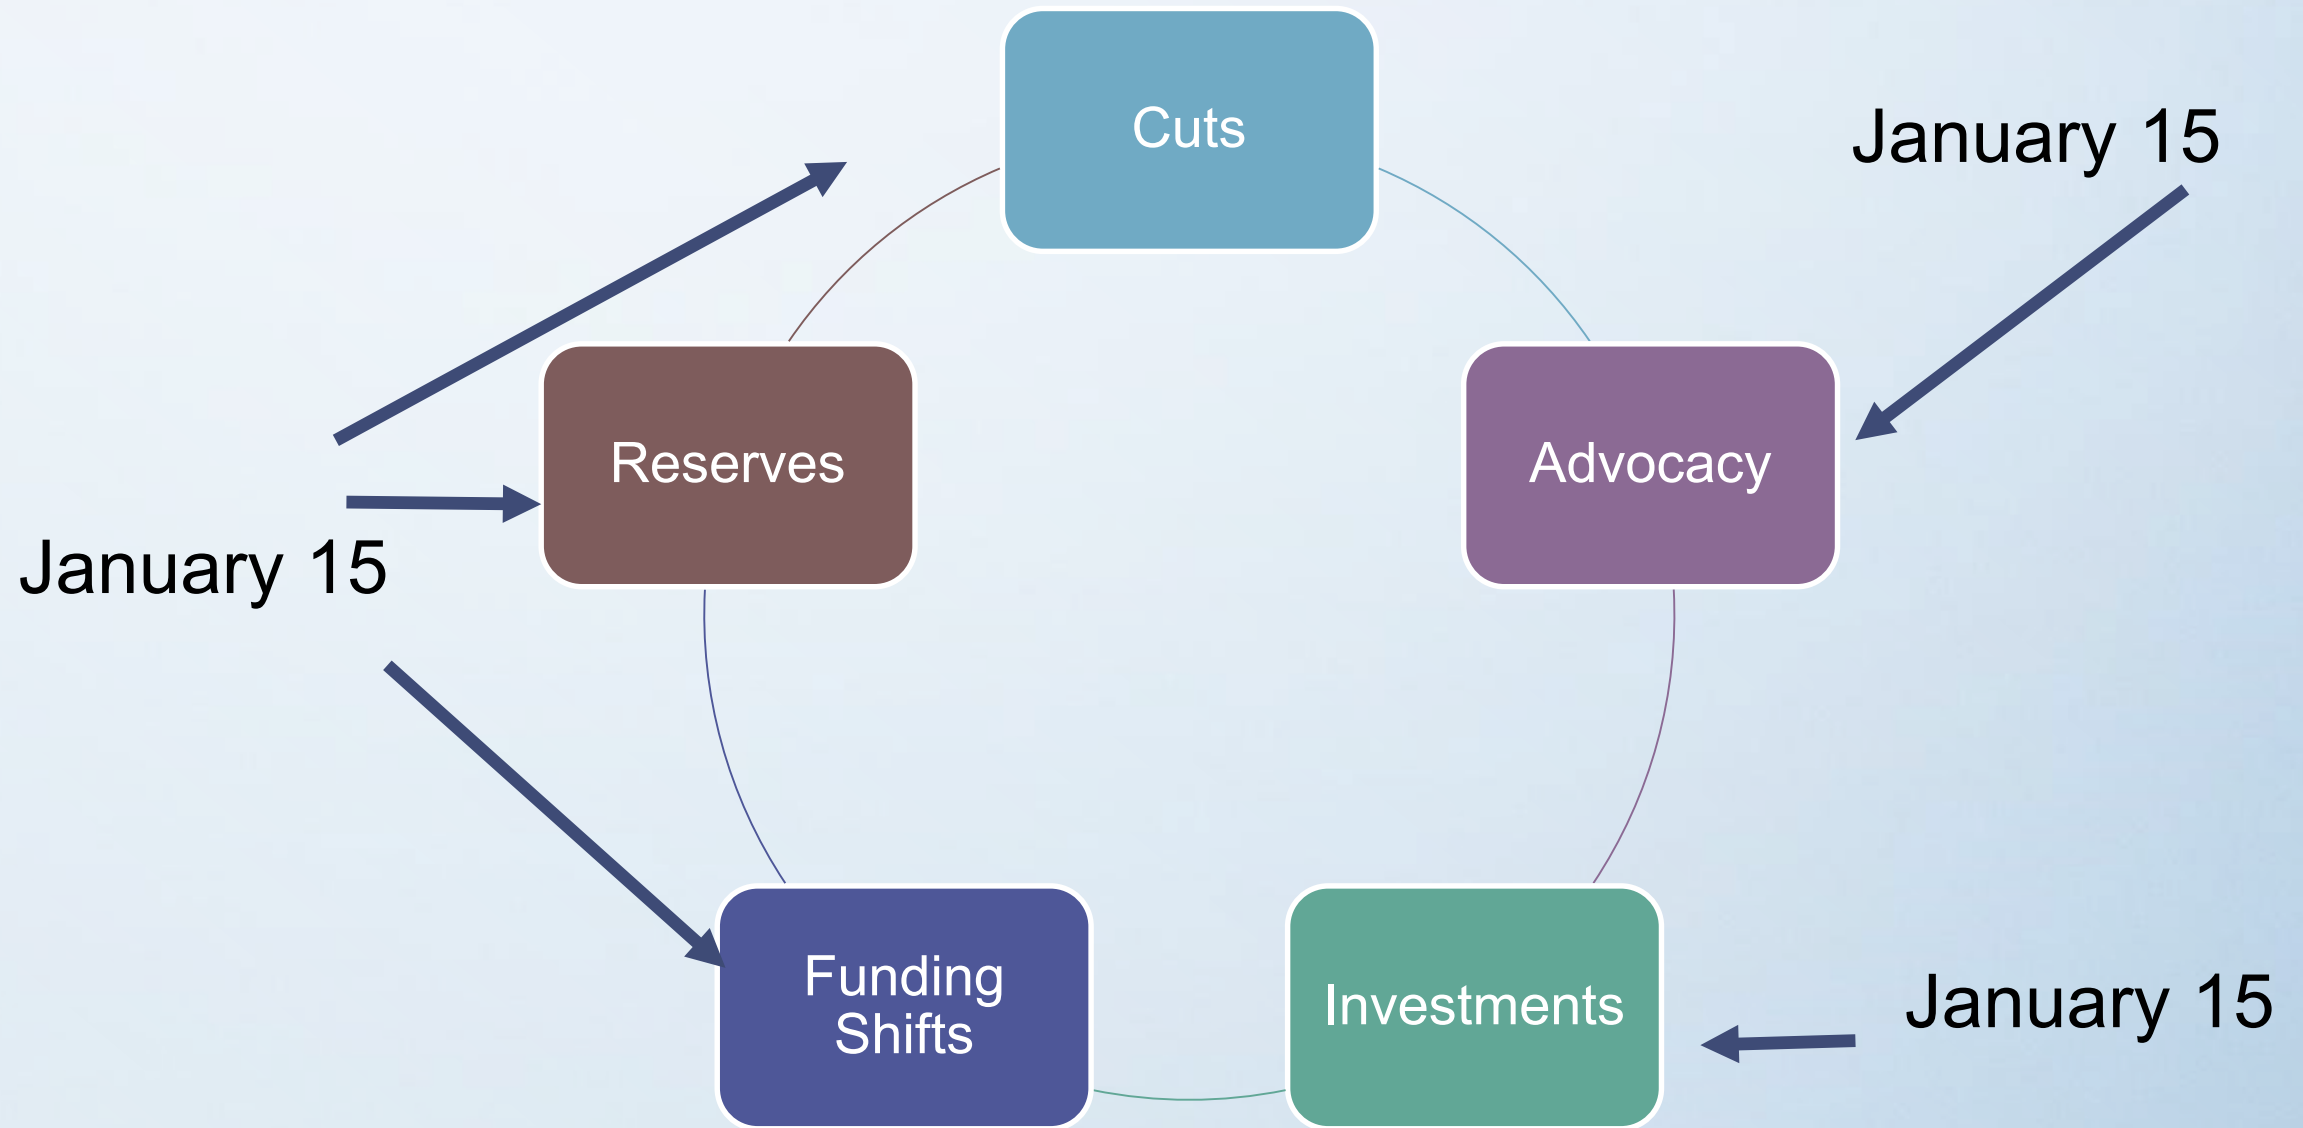 Cuts
January 15
Reserves
Advocacy
January 15
Funding
Shifts
Investments
January 15